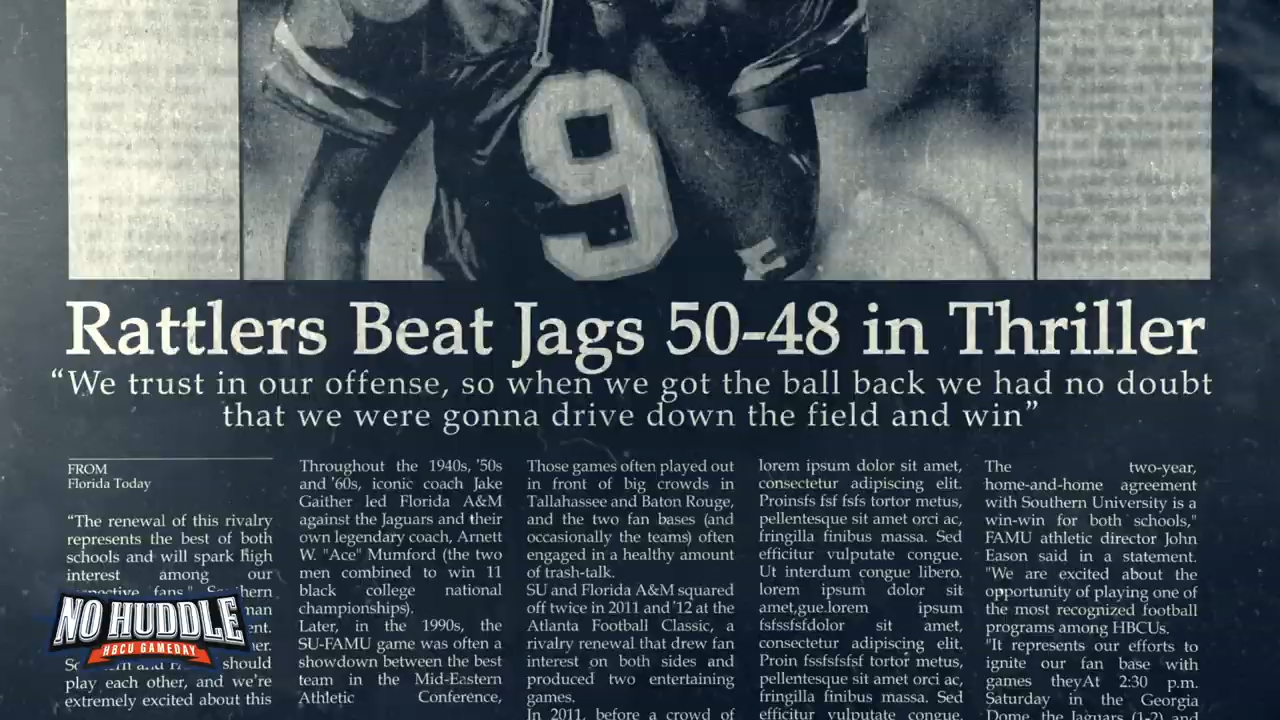 9
Rattlers Beat Jags 50-48 in Thriller
“We trust in our offense, so when we got the ball back we had no doubt
that we were gonna drive down the field and win”
FROM
Florida Today
"The renewal of this rivalry
represents the best of both
schools and will spark high
interest among our
fans."
should
play each other, and we're
extremely excited about this
Throughout the 1940s, '50s
and '60s, iconic coach Jake
Gaither led Florida A&M
against the Jaguars and their
own legendary coach, Arnett
W. "Ace" Mumford (the two
men combined to win 11
black college national
championships).
Later, in the 1990s, the
SU-FAMU game was often a
showdown between the best
team in the Mid-Eastern
Athletic Conference,
Those games often played out
in front of big crowds in
Tallahassee and Baton Rouge,
and the two fan bases (and
occasionally the teams) often
engaged in a healthy amount
of trash-talk.
SU and Florida A&M squared
off twice in 2011 and '12 at the
Atlanta Football Classic, a
rivalry renewal that drew fan
interest on both sides and
produced two entertaining
games.
In 2011, before a crowd of
lorem ipsum dolor sit amet,
consectetur adipiscing elit.
Proinsfs fsf fsfs tortor metus,
pellentesque sit amet orci ac,
fringilla finibus massa. Sed
efficitur vulputate congue.
Ut interdum congue libero.
lorem ipsum dolor sit
amet,gue.lorem ipsum
fsfssfsfdolor sit amet,
consectetur adipiscing elit.
Proin fssfsfsfsf tortor metus,
pellentesque sit amet orci ac,
fringilla finibus massa. Sed
efficitur vulputate congue.
The two-year,
home-and-home agreement
with Southern University is a
win-win for both schools,"
FAMU athletic director John
Eason said in a statement.
"We are excited about the
opportunity of playing one of
the most recognized football
programs among HBCUs.
"It represents our efforts to
ignite our fan base with
games theyAt 2:30 p.m.
Saturday in the Georgia
Dome, the Jaguars (1-2) and
NO HUDDLE
HBCU GAMEDAY